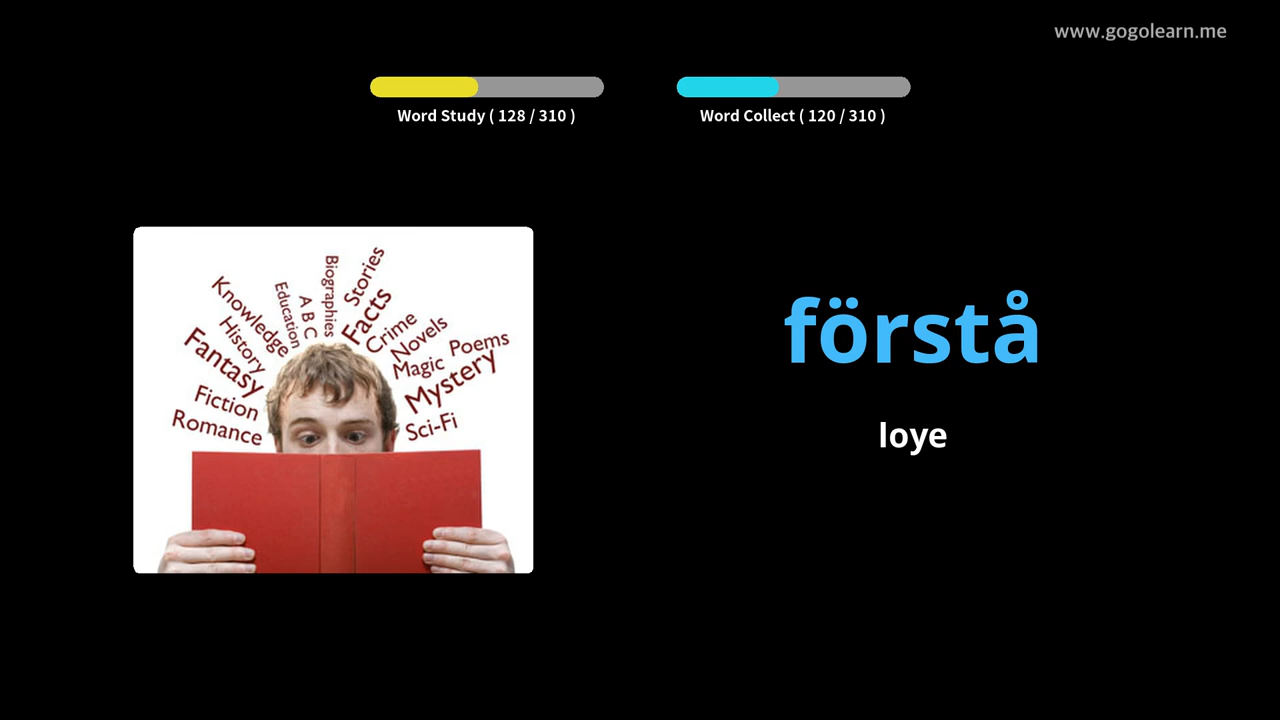 www.gogolearn.me
Word Study ( 128 / 310 )
Word Collect ( 120 / 310 )
Biographies
Stories
Knowledge
Education
A B C
Facts
Crime
History
Novels
Poems
Fantasy
Magic
Mystery
Fiction
Romance
Sci-Fi
förstå
loye